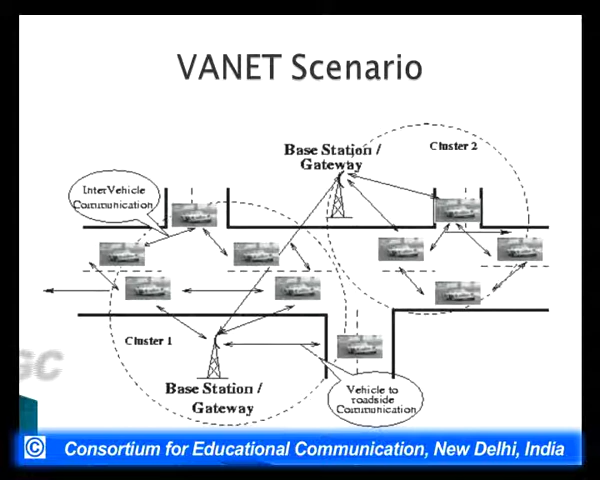 VANET Scenario
Base Station /
Gateway
Cluster 2
InterVehicle
Communication
Cluster 1
Base Station /
Gateway
Vehicle to
roadside
Communication
GC
© Consortium for Educational Communication, New Delhi, India